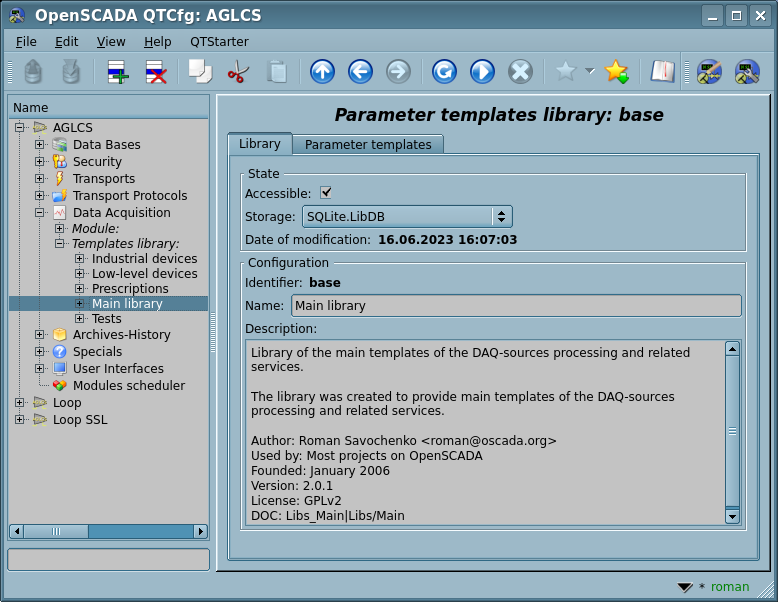 OpenSCADA QTCfg: AGLCS
File Edit View Help QTStarter
Name
AGLCS
Data Bases
Security
Transports
Transport Protocols
Data Acquisition
Module:
Templates library:
Industrial devices
Low-level devices
Prescriptions
Main library
Tests
Archives-History
Specials
User Interfaces
Modules scheduler
Loop
Loop SSL
Parameter templates library: base
Library Parameter templates
State
Accessible:
Storage: SQLite.LibDB
Date of modification: 16.06.2023 16:07:03
Configuration
Identifier: base
Name: Main library
Description:
Library of the main templates of the DAQ-sources processing and related
services.
The library was created to provide main templates of the DAQ-sources
processing and related services.
Author: Roman Savochenko <roman@oscada.org>
Used by: Most projects on OpenSCADA
Founded: January 2006
Version: 2.0.1
License: GPLv2
DOC: Libs_Main|Libs/Main
* roman